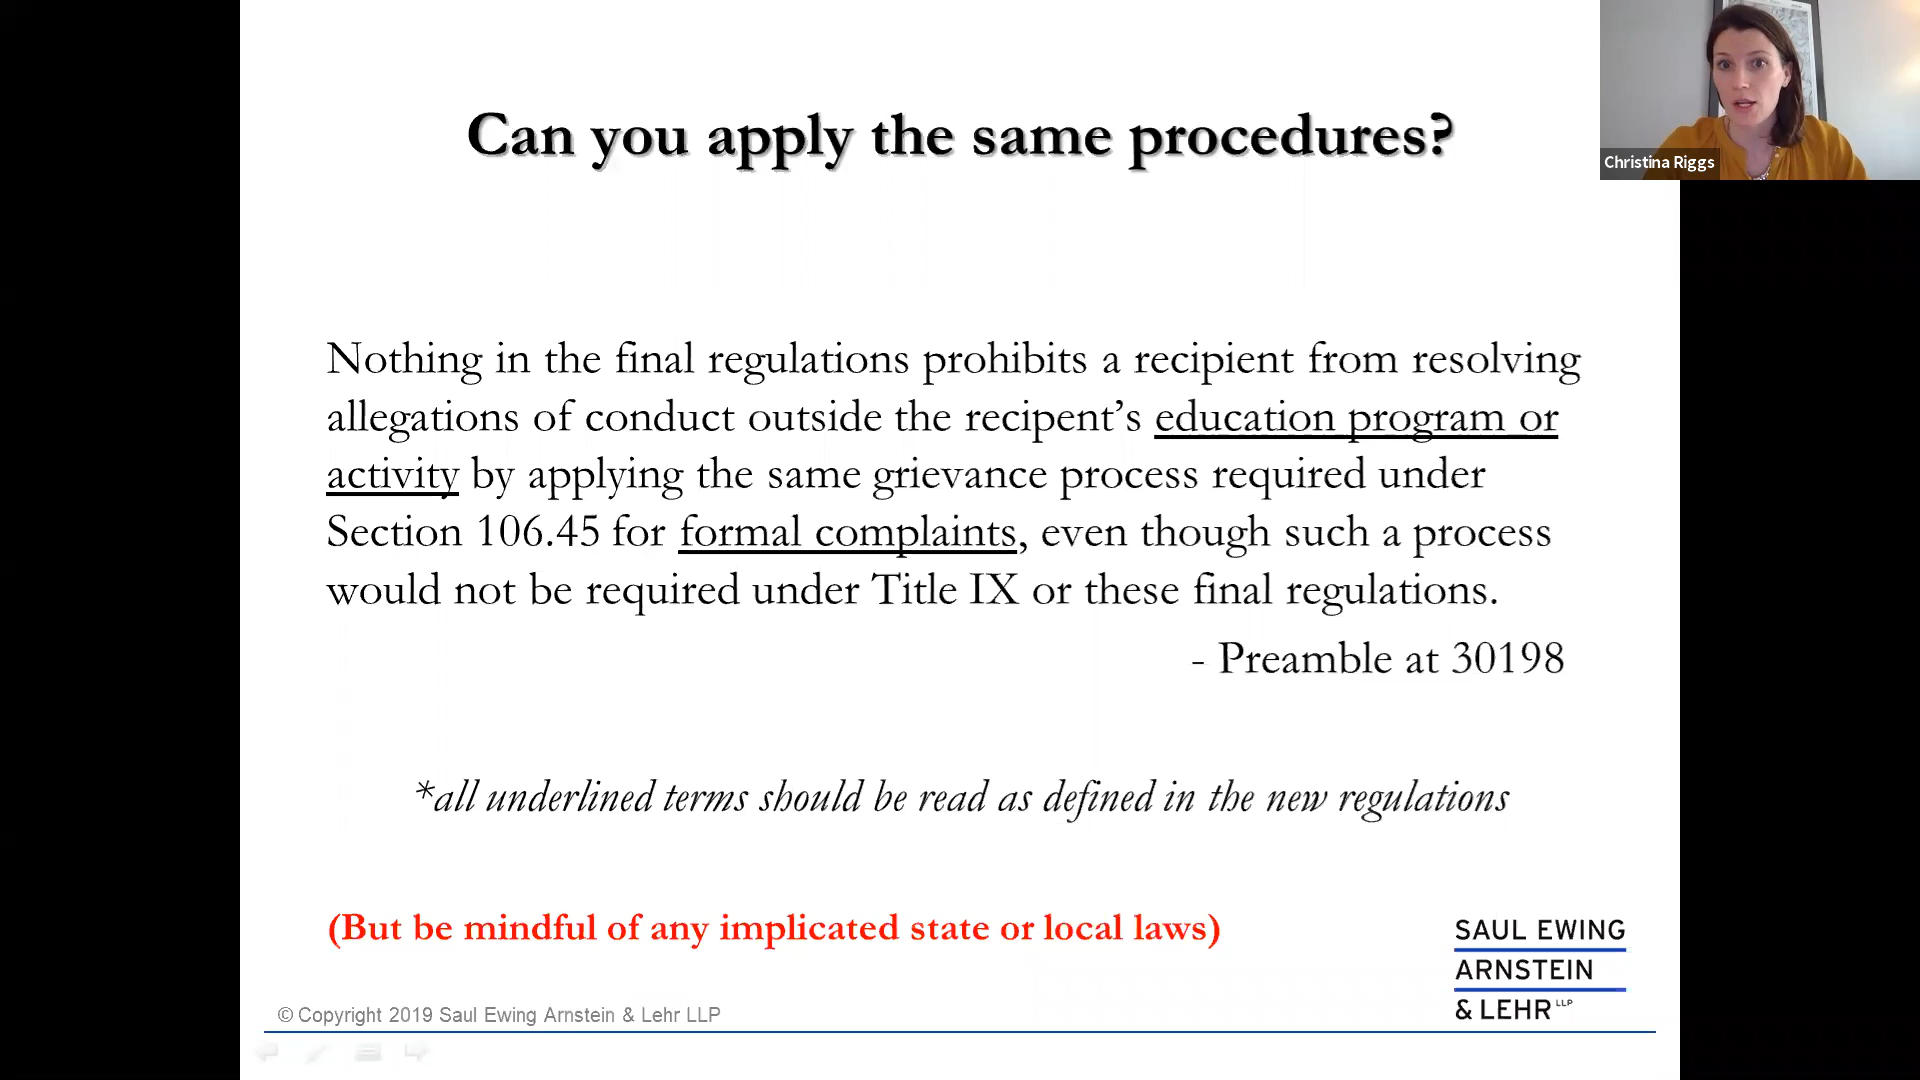 Can you apply the same procedures?
Christina Riggs
Nothing in the final regulations prohibits a recipient from resolving
allegations of conduct outside the recipent’s education program or
activity by applying the same grievance process required under
Section 106.45 for formal complaints, even though such a process
would not be required under Title IX or these final regulations.
- Preamble at 30198
*all underlined terms should be read as defined in the new regulations
(But be mindful of any implicated state or local laws)
SAUL EWING
ARNSTEIN
& LEHR LLP
© Copyright 2019 Saul Ewing Arnstein & Lehr LLP